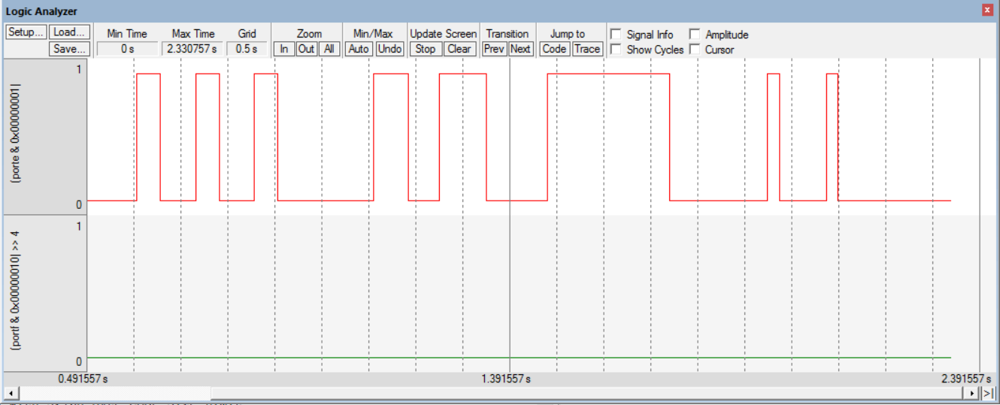 Logic Analyzer
Setup... Load... Min Time Max Time Grid Zoom Min/Max Update Screen Transition Jump to Signal Info Amplitude
Save... 0 s 2.330757 s 0.5 s In Out All Auto Undo Stop Clear Prev Next Code Trace Show Cycles Cursor
1
(porte & 0x00000001)
0
1
(portf & 0x00000010) >> 4
0
0.491557 s 1.391557 s 2.391557 s
>|